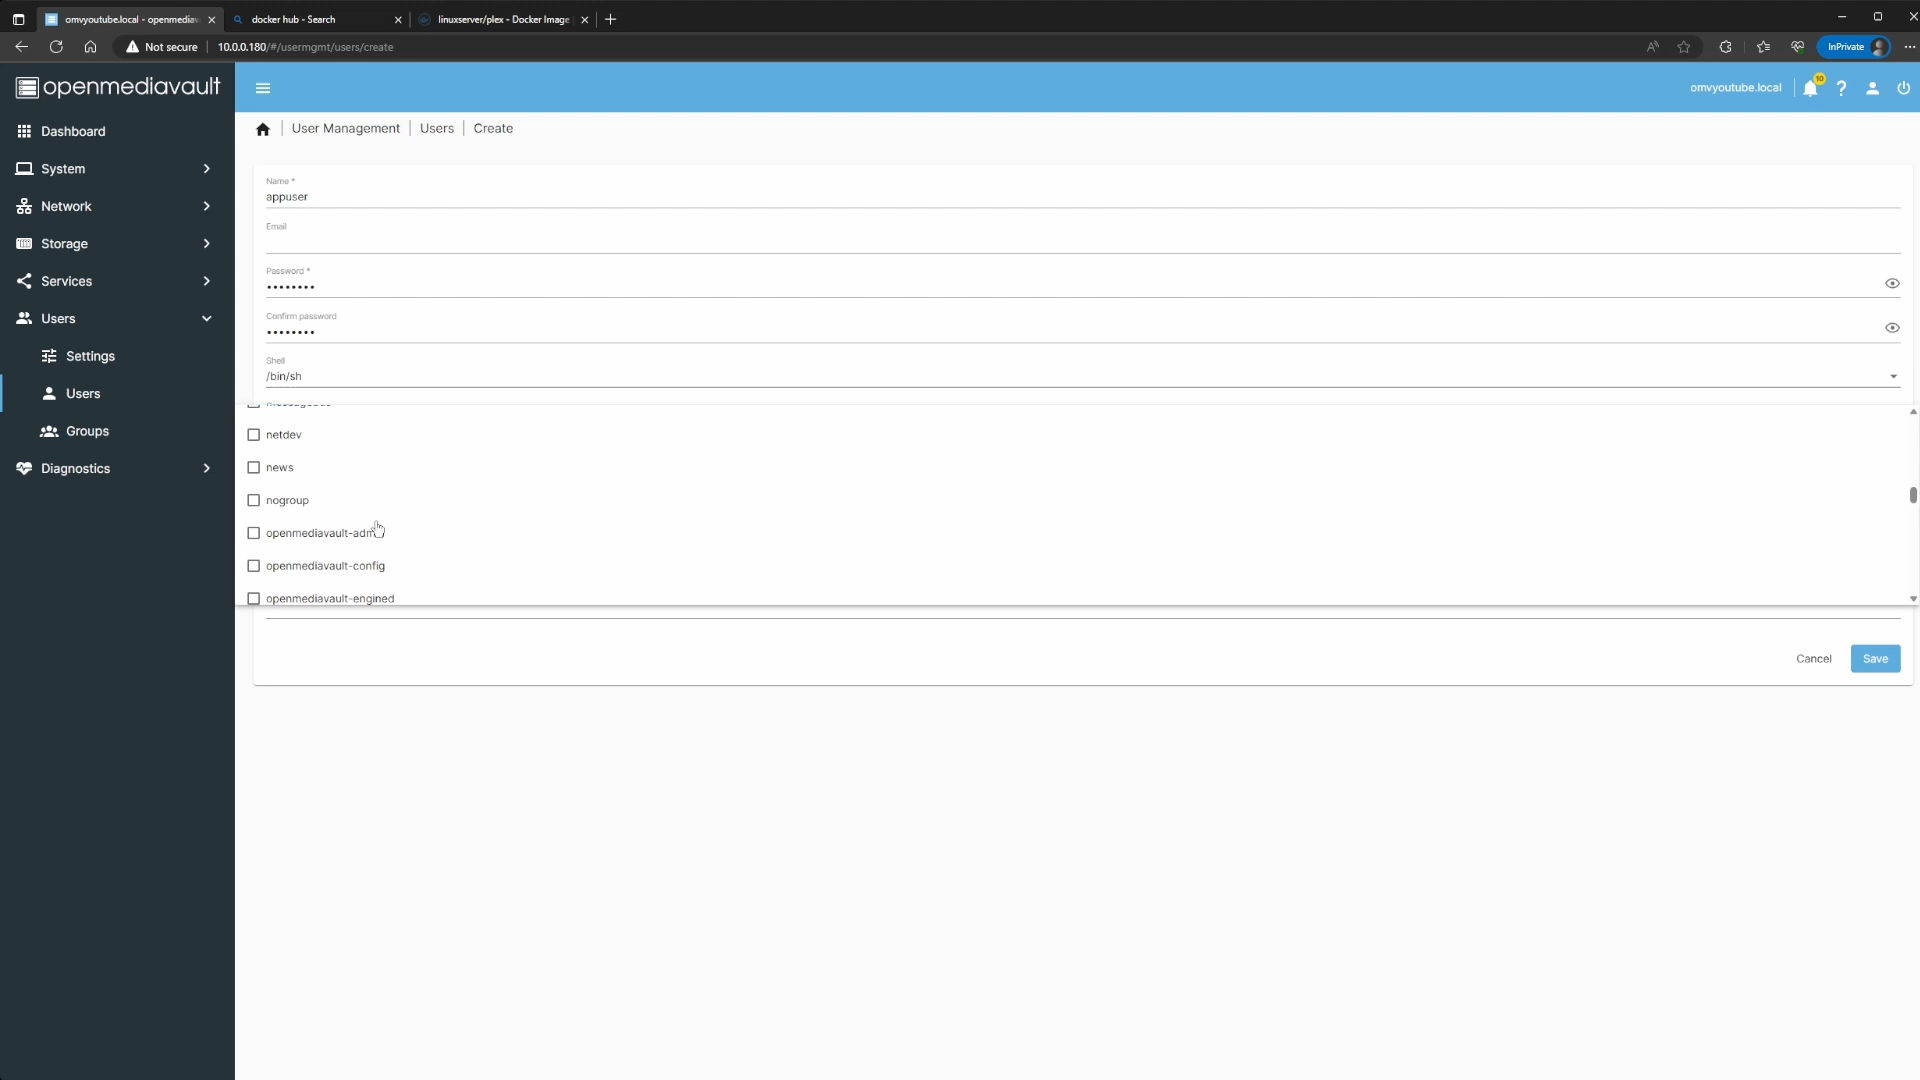 omvyoutube.local - openmediav
docker hub - Search
linuxserver/plex - Docker Image
Not secure
10.0.0.180/#/usermgmt/users/create
InPrivate
openmediavault
omvyoutube.local
10
Dashboard
System
Network
Storage
Services
Users
Settings
Users
Groups
Diagnostics
User Management
Users
Create
Name *
appuser
Email
Password *
••••••••
Confirm password
••••••••
Shell
/bin/sh
netdev
news
nogroup
openmediavault-adm
openmediavault-config
openmediavault-engined
Cancel
Save